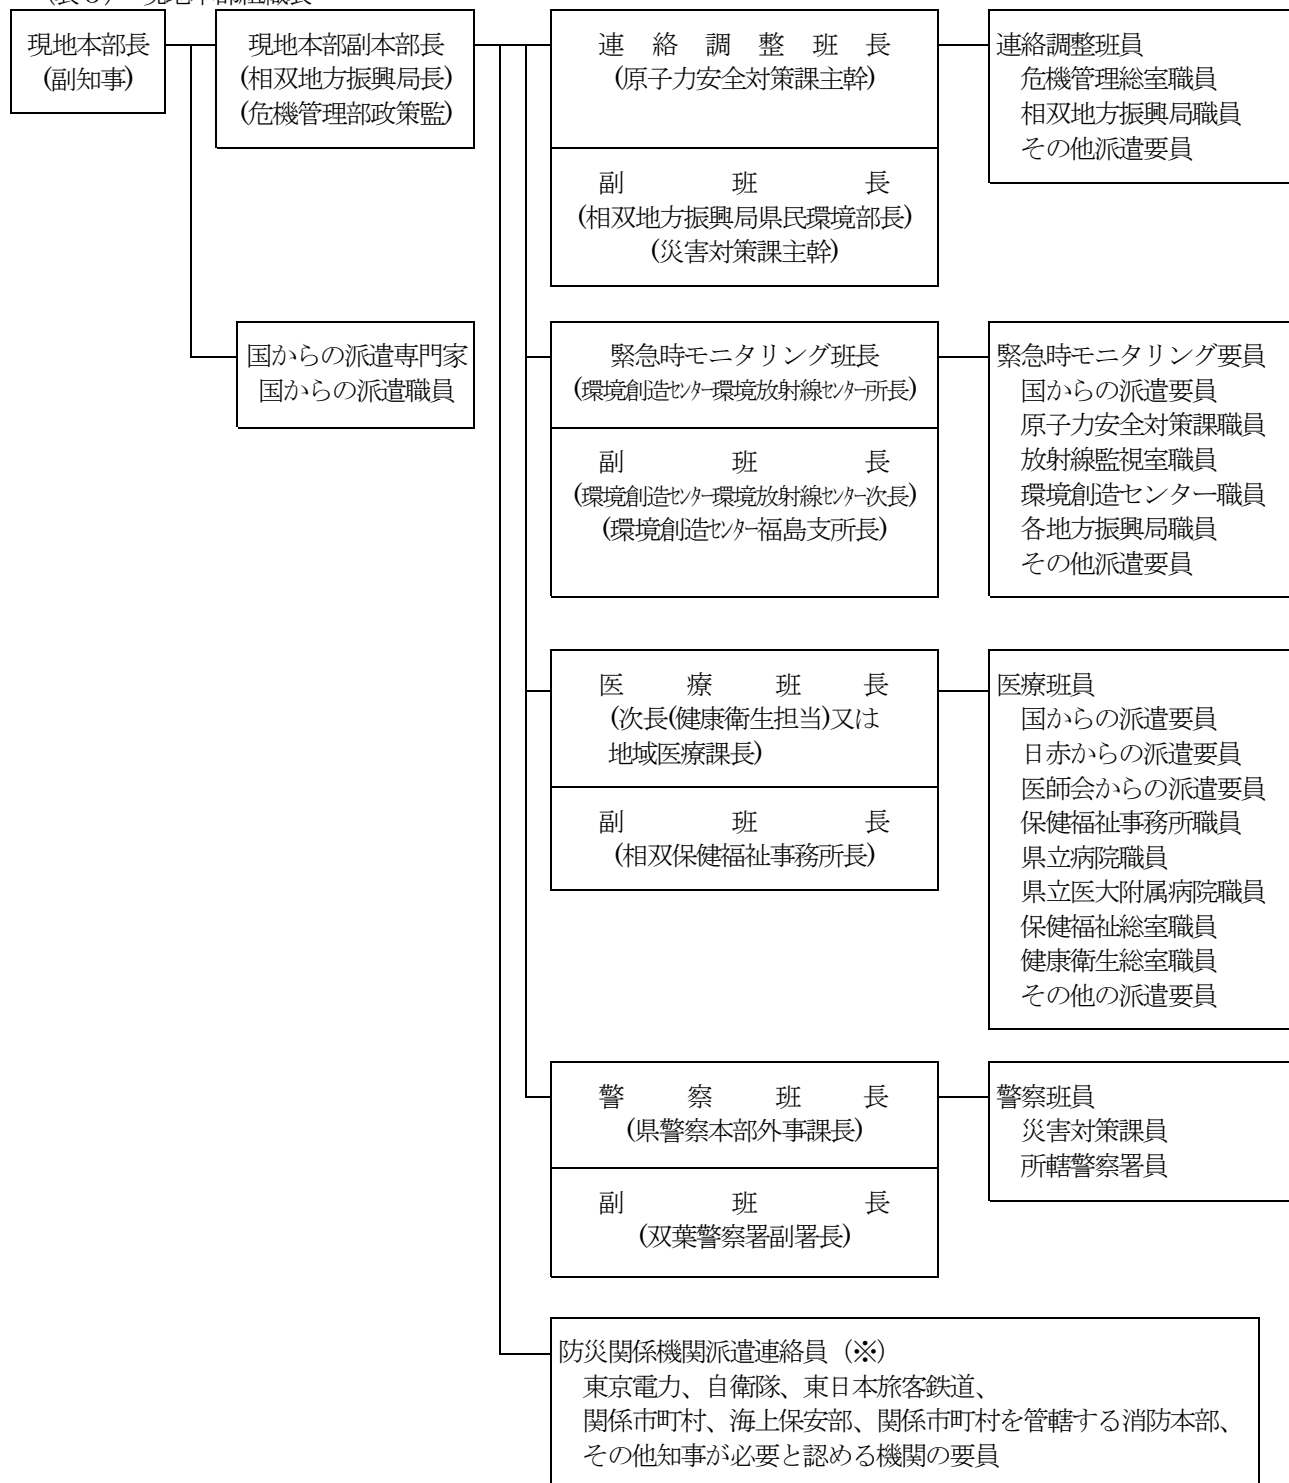 現地本部長
(副知事)
現地本部副本部長
(相双地方振興局長)
(危機管理部政策監)
国からの派遣専門家
国からの派遣職員
連絡調整班長
(原子力安全対策課主幹)
副班長
(相双地方振興局県民環境部長)
(災害対策課主幹)
連絡調整班員
危機管理総室職員
相双地方振興局職員
その他派遣要員
緊急時モニタリング班長
(環境創造ｾﾝﾀｰ環境放射線ｾﾝﾀｰ所長)
副班長
(環境創造ｾﾝﾀｰ環境放射線ｾﾝﾀｰ次長)
(環境創造ｾﾝﾀｰ福島支所長)
緊急時モニタリング要員
国からの派遣要員
原子力安全対策課職員
放射線監視室職員
環境創造センター職員
各地方振興局職員
その他派遣要員
医療班長
(次長(健康衛生担当)又は
地域医療課長)
副班長
(相双保健福祉事務所長)
医療班員
国からの派遣要員
日赤からの派遣要員
医師会からの派遣要員
保健福祉事務所職員
県立病院職員
県立医大附属病院職員
保健福祉総室職員
健康衛生総室職員
その他の派遣要員
警察班長
(県警察本部外事課長)
副班長
(双葉警察署副署長)
警察班員
災害対策課員
所轄警察署員
防災関係機関派遣連絡員（※）
東京電力、自衛隊、東日本旅客鉄道、
関係市町村、海上保安部、関係市町村を管轄する消防本部、
その他知事が必要と認める機関の要員